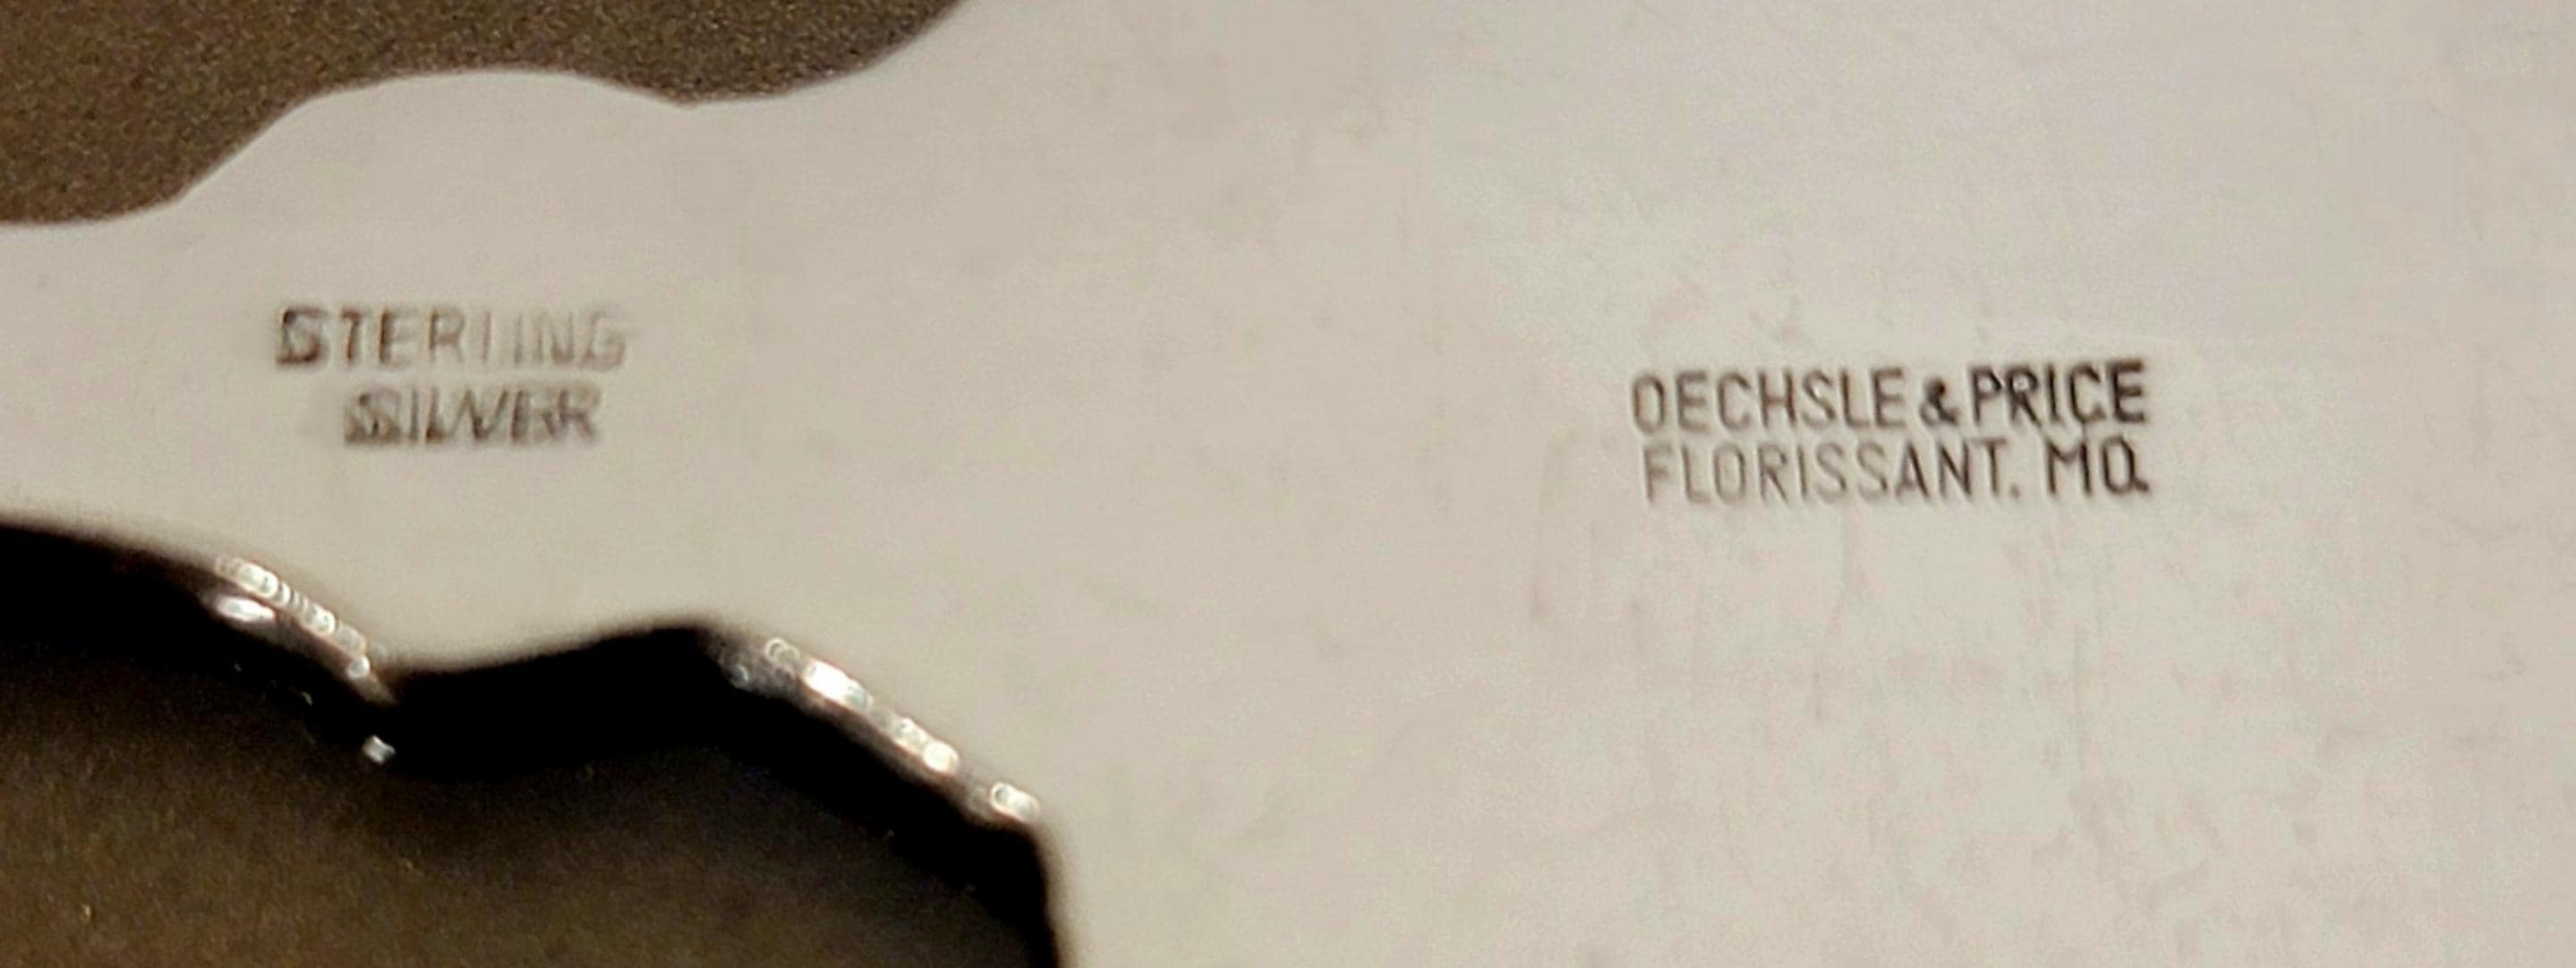 STERLING
SILVER
OECHSLE & PRICE
FLORISSANT. MO.